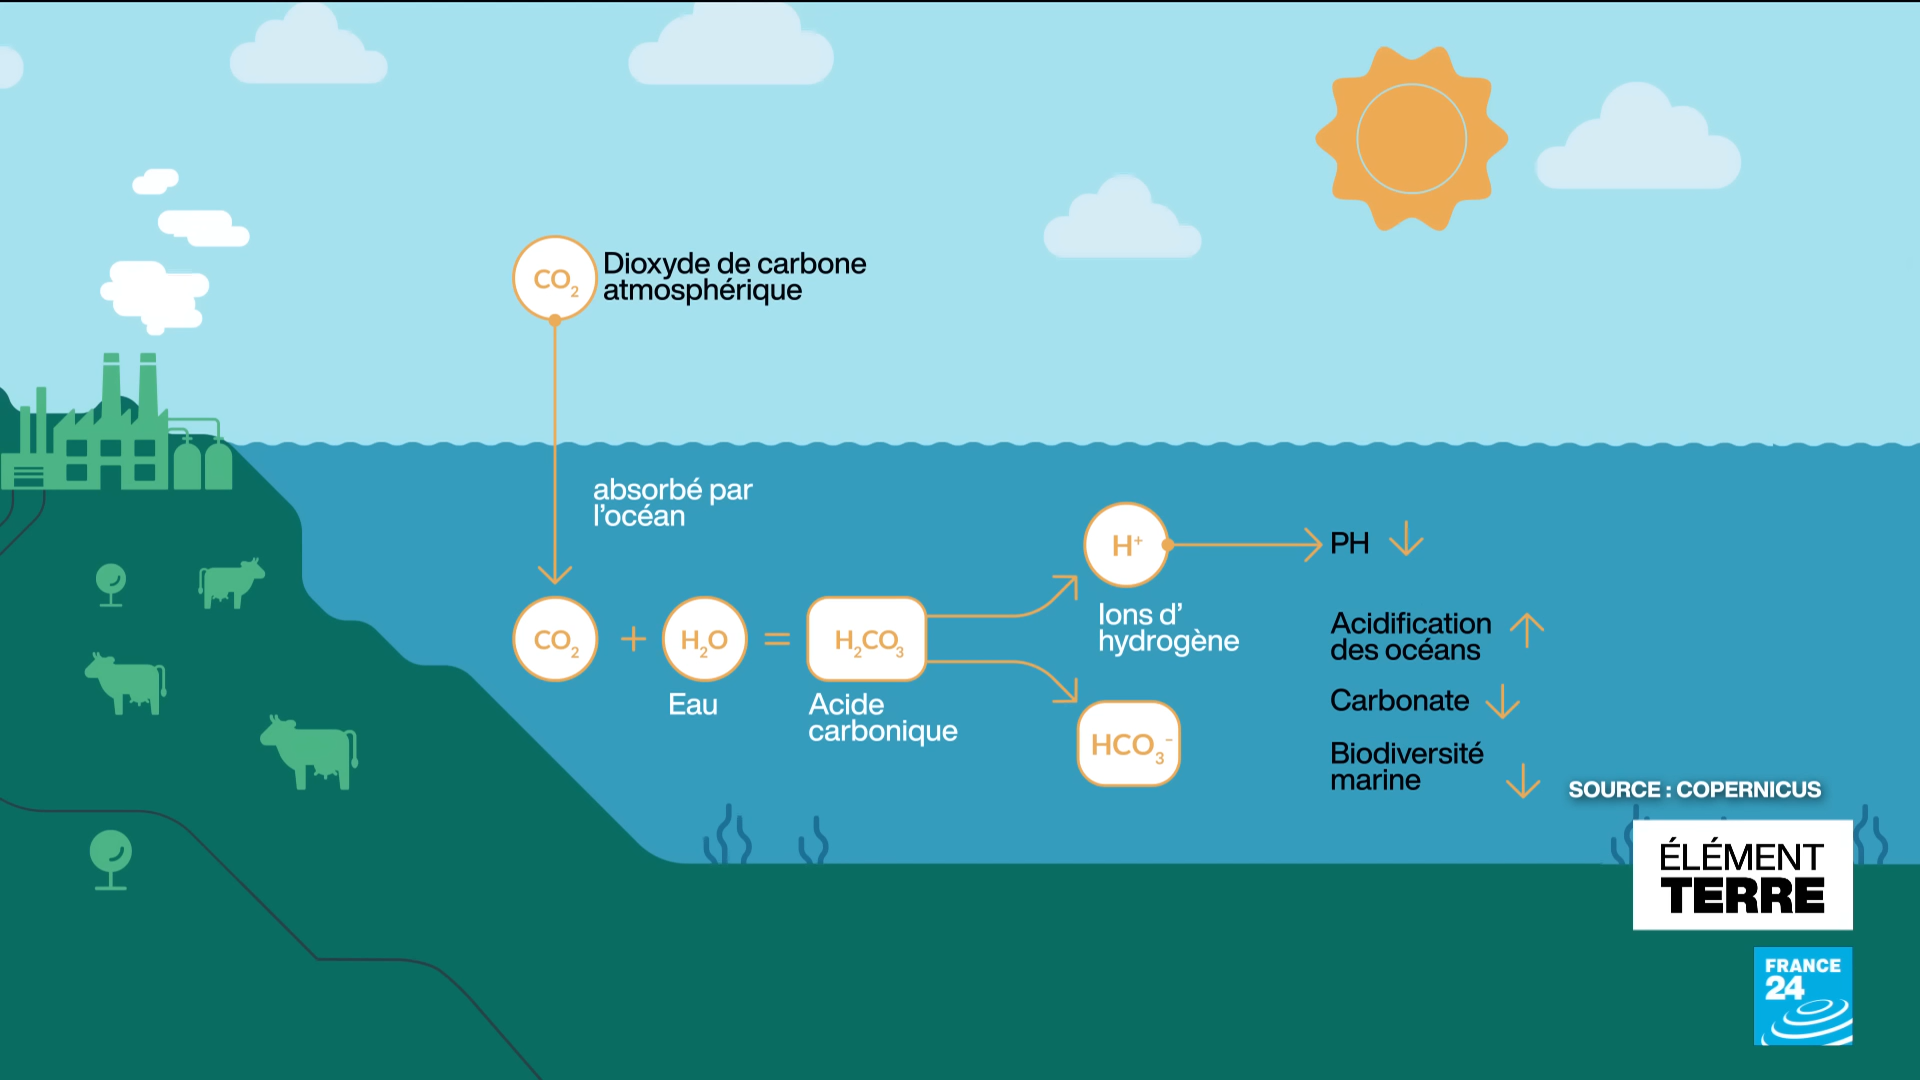 CO₂
Dioxyde de carbone
atmosphérique
absorbé par
l'océan
CO₂ + H₂O = H₂CO₃
Eau
Acide
carbonique
H⁺
Ions d'
hydrogène
HCO₃⁻
PH ↓
Acidification
des océans ↑
Carbonate ↓
Biodiversité
marine ↓
SOURCE : COPERNICUS
ÉLÉMENT
TERRE
FRANCE
24